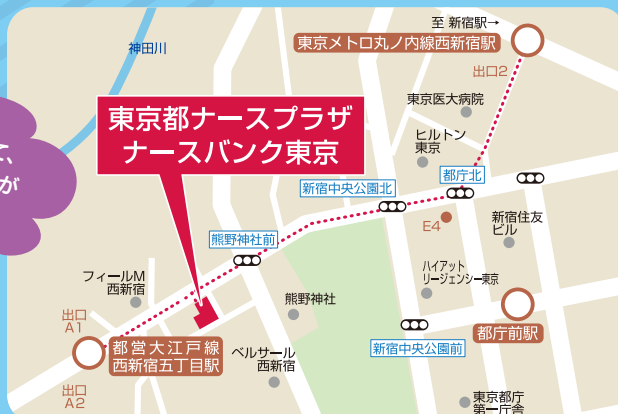 至 新宿駅→
東京メトロ丸ノ内線西新宿駅
神田川
出口2
東京医大病院
東京都ナースプラザ
ナースバンク東京
ヒルトン
東京
都庁北
新宿中央公園北
E4
新宿住友
ビル
が
熊野神社前
フィールM
西新宿
ハイアット
リージェンシー東京
熊野神社
出口
A1
都庁前駅
都営大江戸線
西新宿五丁目駅
新宿中央公園前
ベルサール
西新宿
出口
A2
東京都庁
第一庁舎